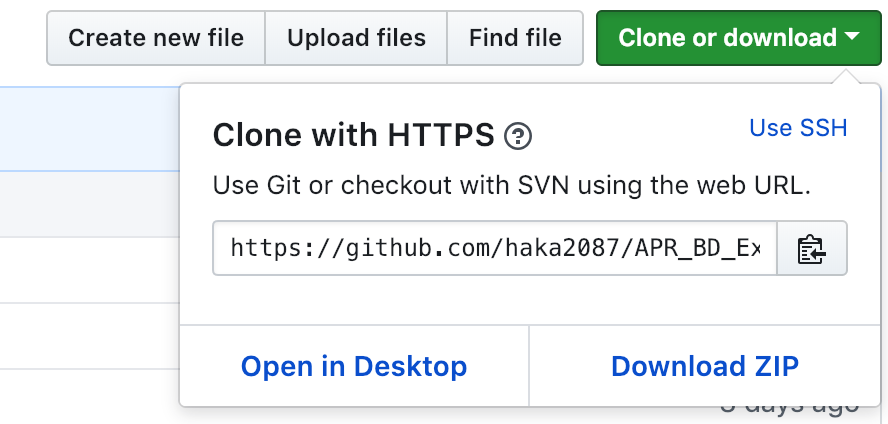 Create new file Upload files Find file Clone or download
Clone with HTTPS
Use SSH
Use Git or checkout with SVN using the web URL.
https://github.com/haka2087/APR_BD_Ex
Open in Desktop Download ZIP
days ago